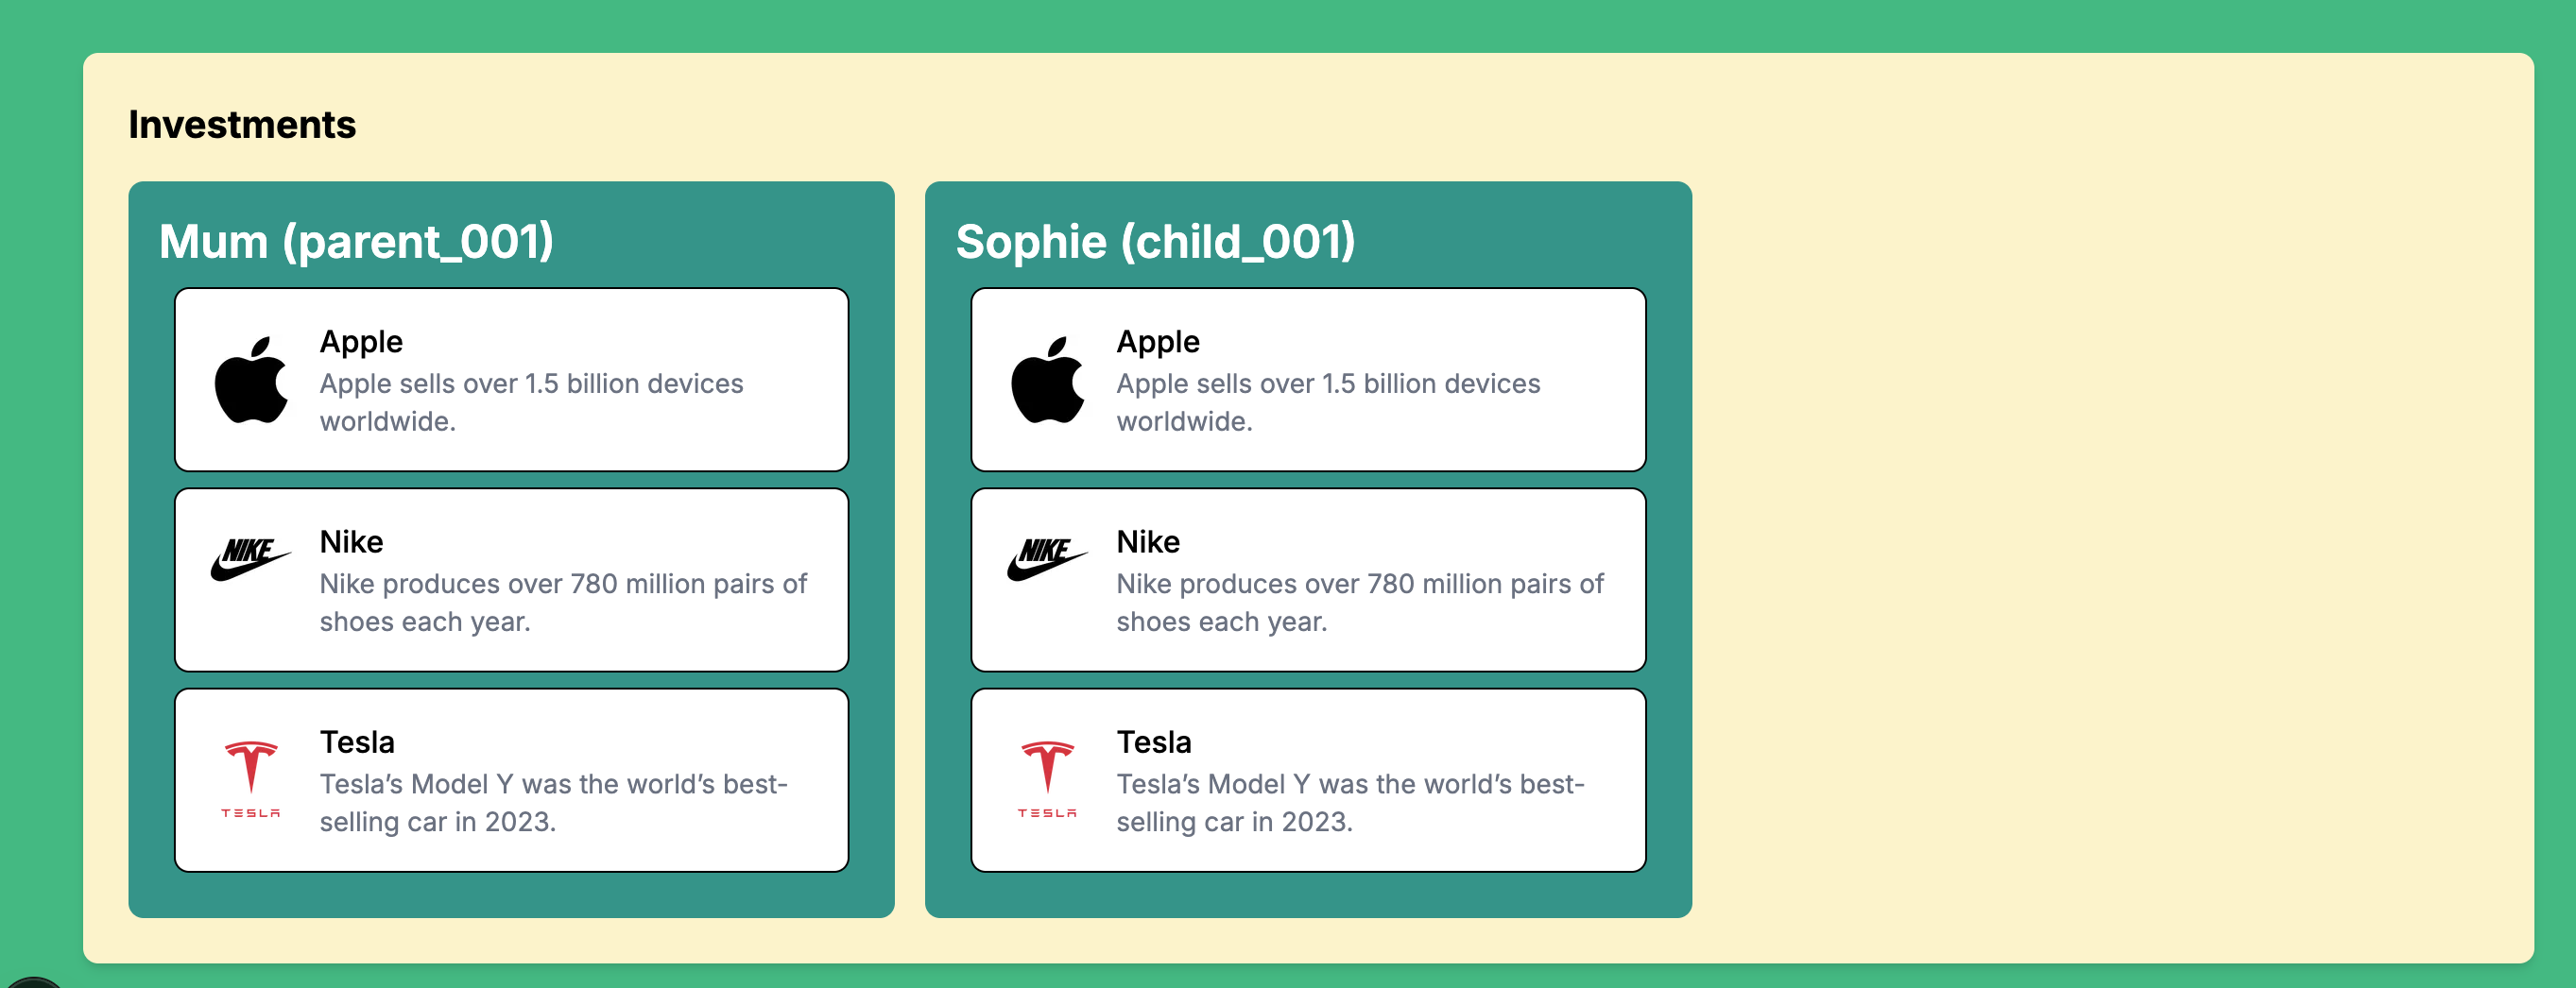 Investments
Mum (parent_001)
Apple
Apple sells over 1.5 billion devices
worldwide.
NIKE
Nike
Nike produces over 780 million pairs of
shoes each year.
TESLA
Tesla
Tesla’s Model Y was the world’s best-
selling car in 2023.
Sophie (child_001)
Apple
Apple sells over 1.5 billion devices
worldwide.
NIKE
Nike
Nike produces over 780 million pairs of
shoes each year.
TESLA
Tesla
Tesla’s Model Y was the world’s best-
selling car in 2023.